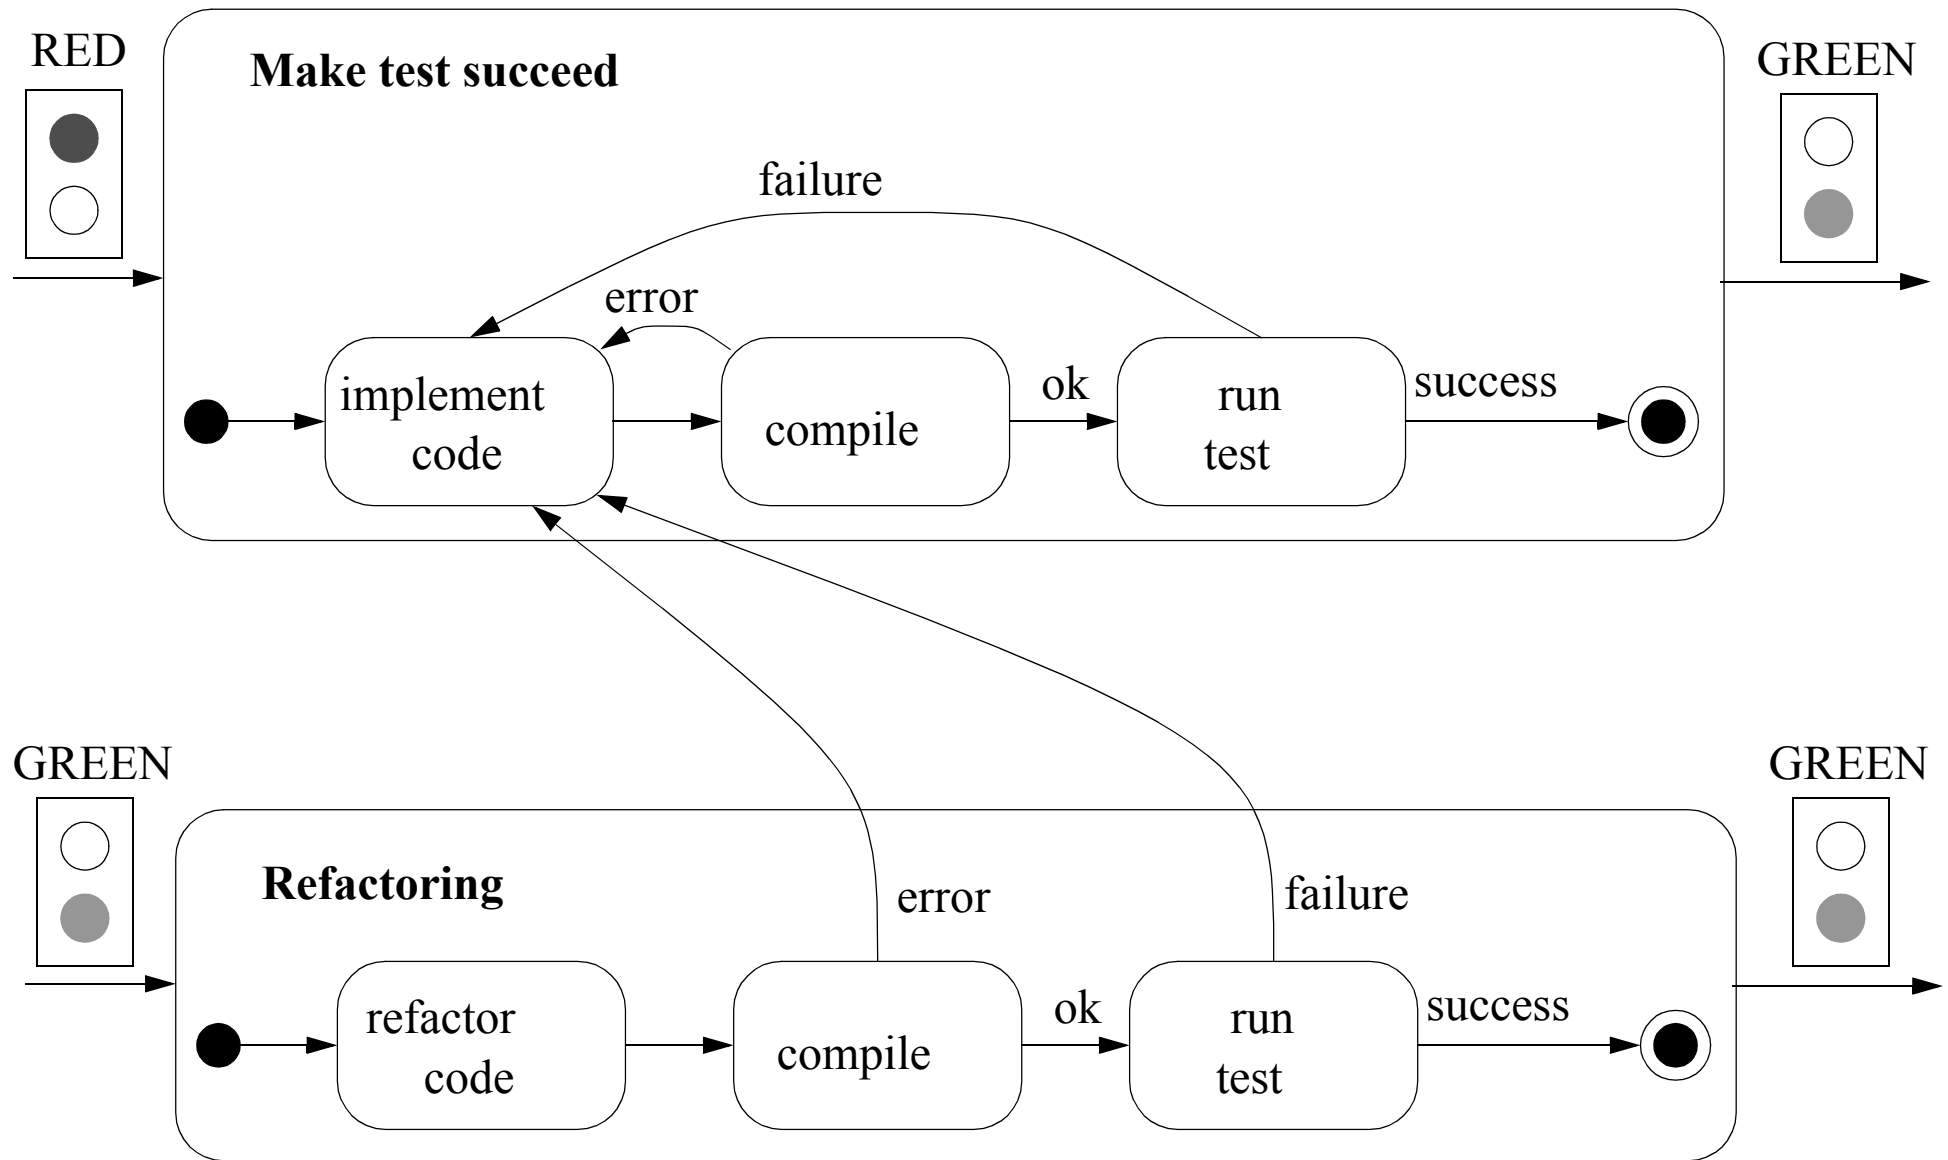 RED
GREEN
Make test succeed
failure
error
implement
code
compile
ok
run
test
success
GREEN
GREEN
Refactoring
error
failure
refactor
code
compile
ok
run
test
success